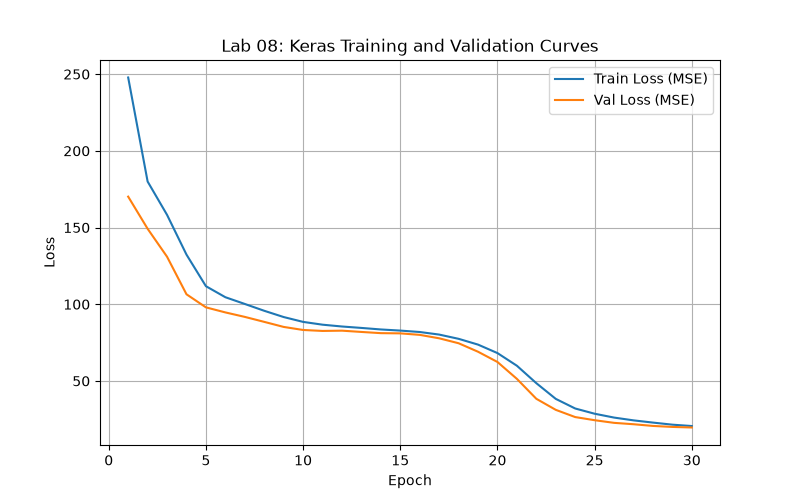 Lab 08: Keras Training and Validation Curves
Train Loss (MSE)
Val Loss (MSE)
250
200
150
100
50
Loss
0 5 10 15 20 25 30
Epoch